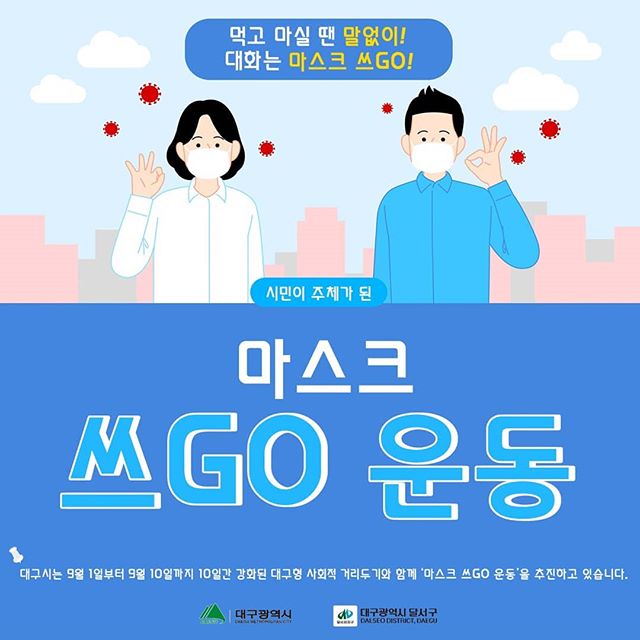 먹고 마실 땐 말없이!
대화는 마스크 쓰GO!
시민이 주체가 된
마스크
쓰GO 운동
대구시는 9월 1일부터 9월 10일까지 10일간 강화된 대구형 사회적 거리두기와 함께 '마스크 쓰GO 운동'을 추진하고 있습니다.
대구광역시
DAEGU METROPOLITAN CITY
대구광역시 달서구
DALSEO DISTRICT, DAEGU